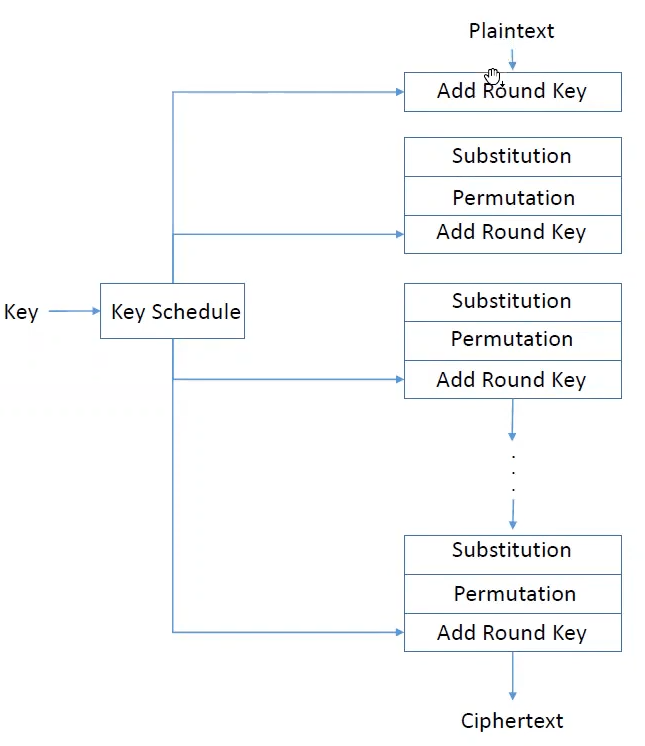 Plaintext
Add Round Key
Substitution
Permutation
Add Round Key
Key
Key Schedule
Substitution
Permutation
Add Round Key
.
.
.
Substitution
Permutation
Add Round Key
Ciphertext